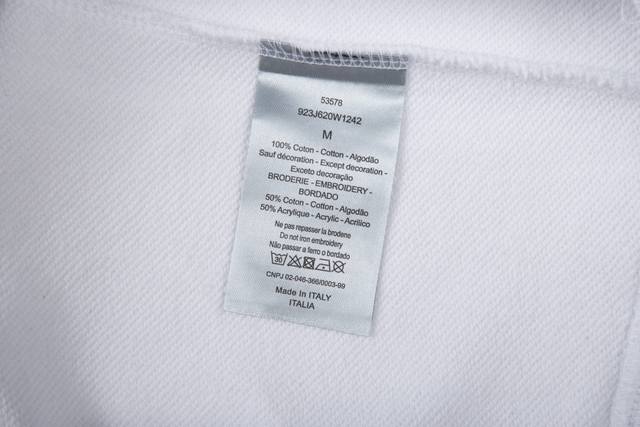 53578
923J620W1242
M
100% Coton - Cotton - Algodão
Sauf décoration - Except decoration -
Exceto decoração
BRODERIE - EMBROIDERY -
BORDADO
50% Coton - Cotton - Algodão
50% Acrylique - Acrylic - Acrílico
Ne pas repasser la broderie
Do not iron embroidery
Não passar a ferro o bordado
30
CNPJ 02-046-366/0003-99
Made In ITALY
ITALIA